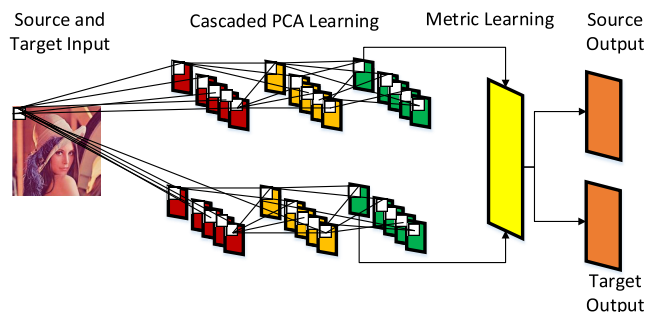 Source and
Target Input
Cascaded PCA Learning
Metric Learning
Source
Output
Target
Output